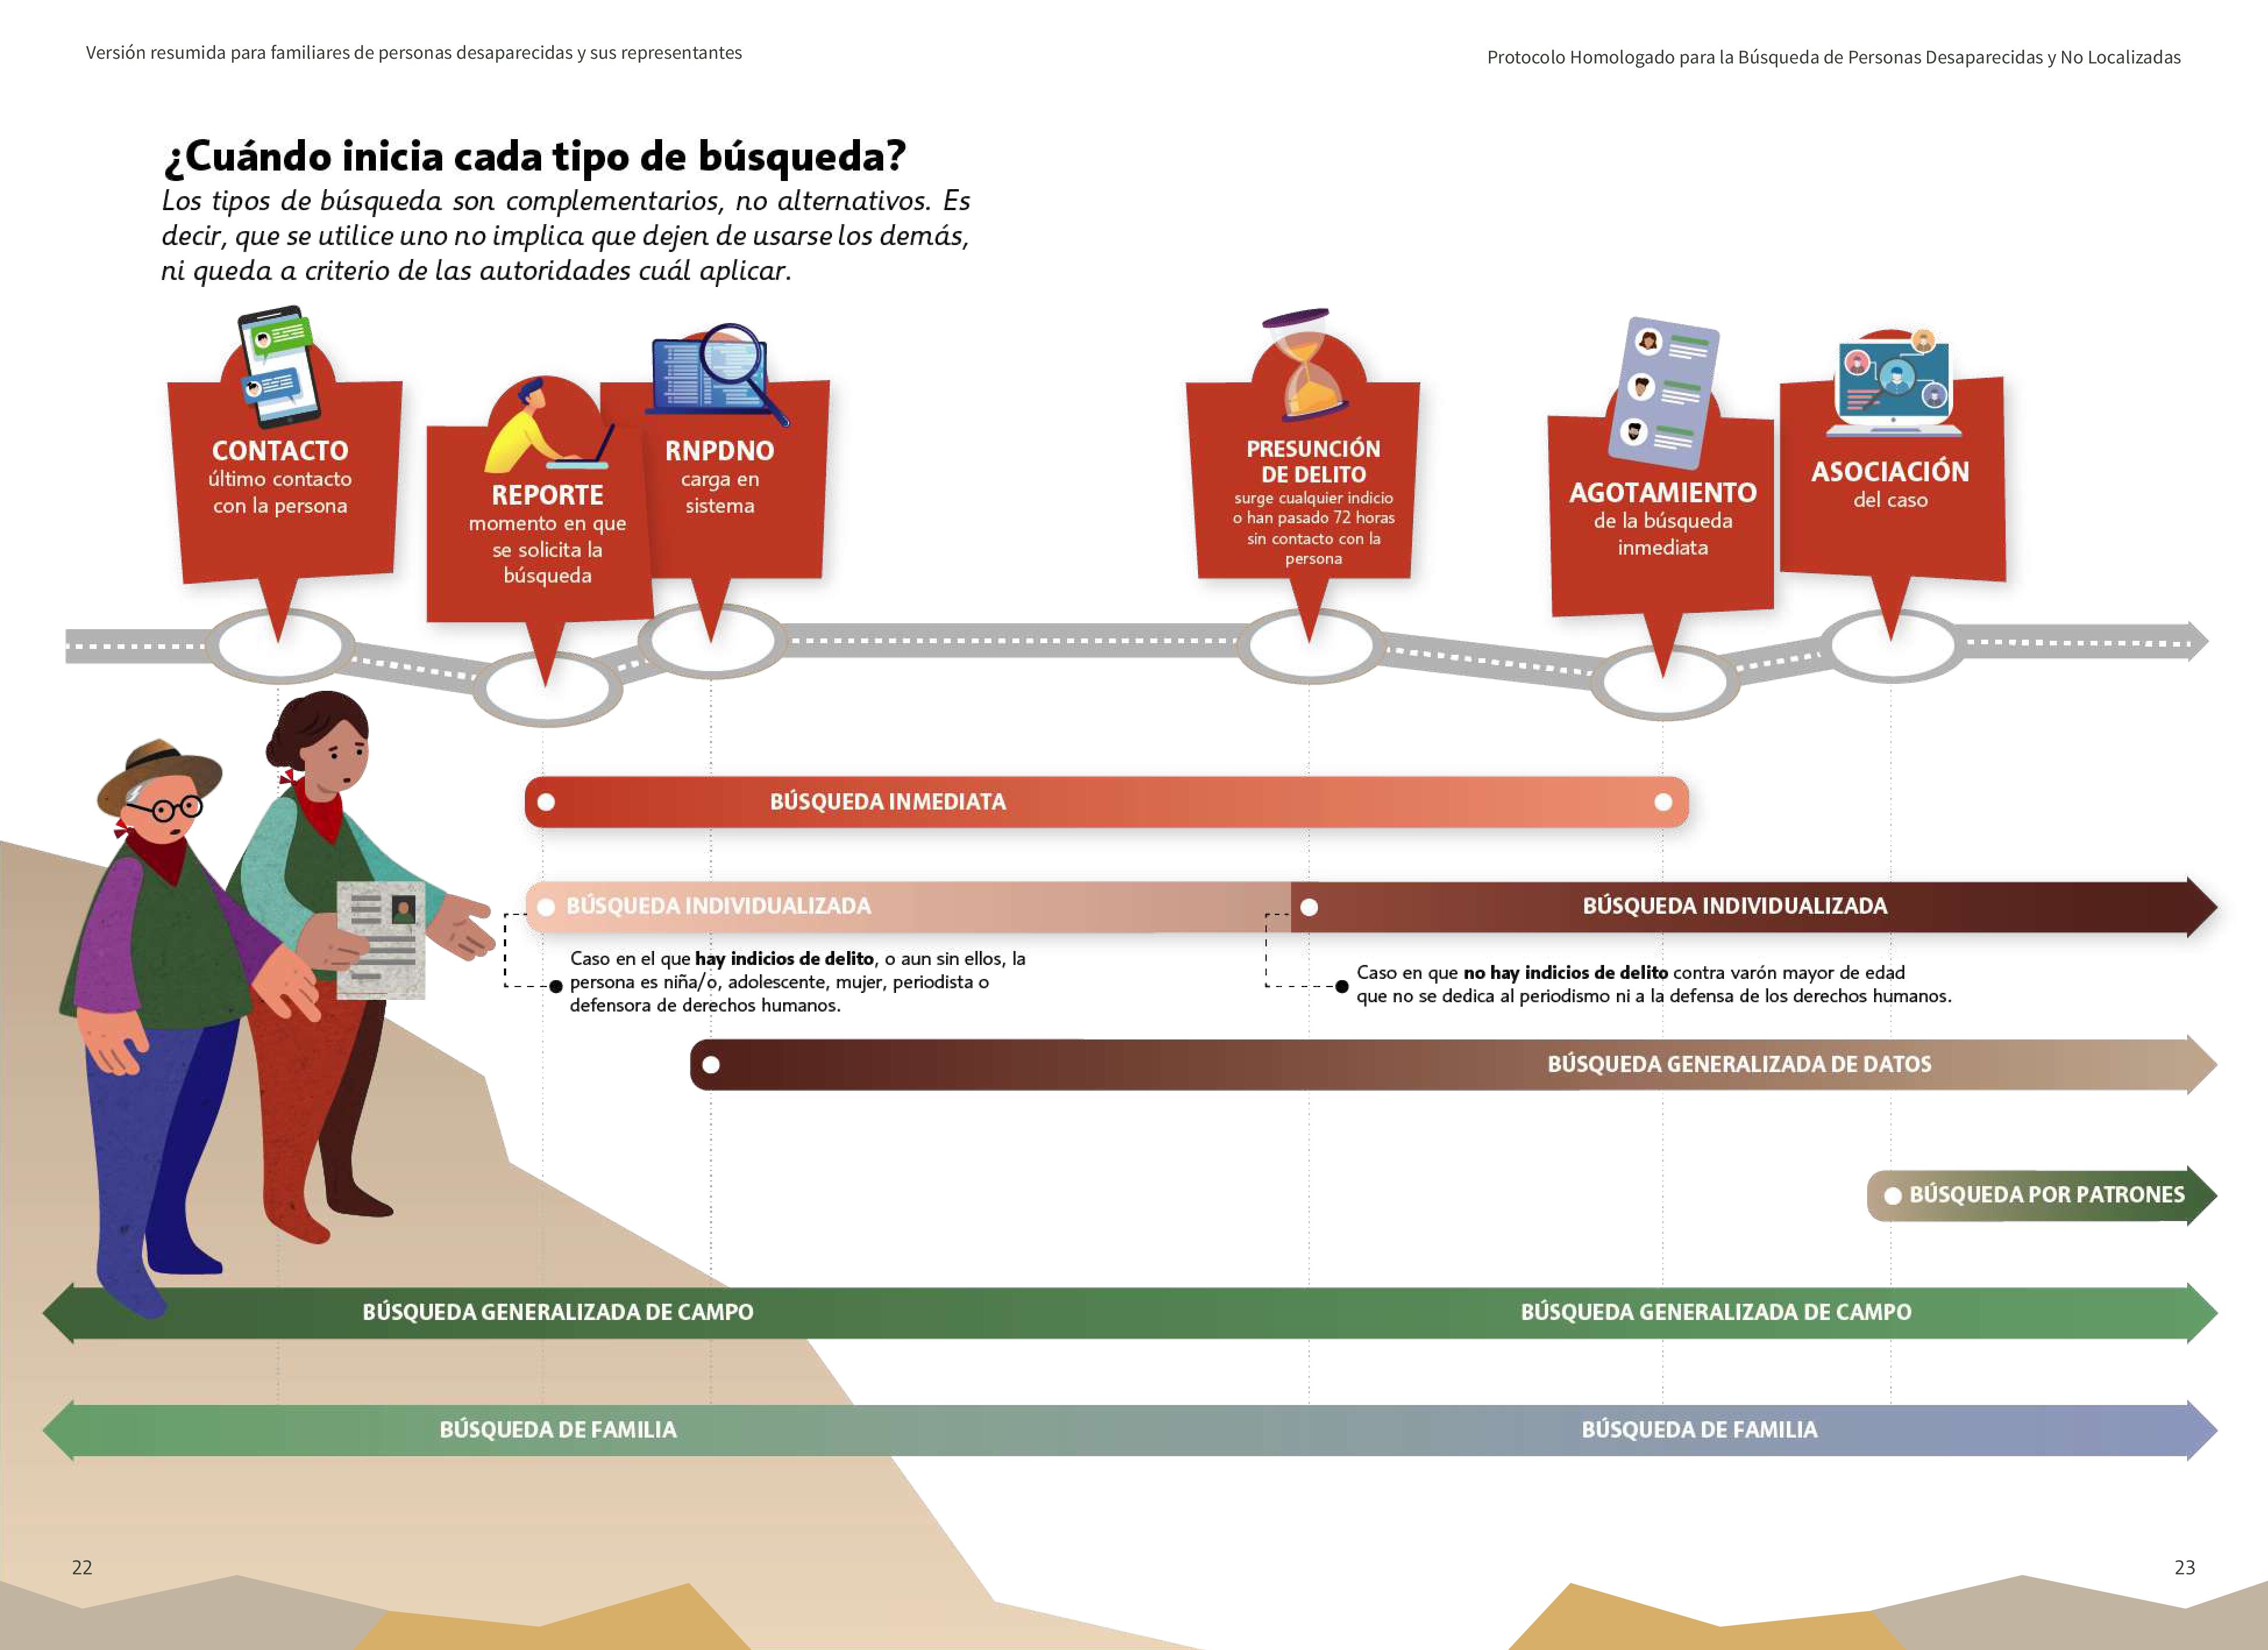 Versión resumida para familiares de personas desaparecidas y sus representantes
Protocolo Homologado para la Búsqueda de Personas Desaparecidas y No Localizadas
¿Cuándo inicia cada tipo de búsqueda?
Los tipos de búsqueda son complementarios, no alternativos. Es
decir, que se utilice uno no implica que dejen de usarse los demás,
ni queda a criterio de las autoridades cuál aplicar.
CONTACTO
último contacto
con la persona
REPORTE
momento en que
se solicita la
búsqueda
RNPDNO
carga en
sistema
PRESUNCIÓN
DE DELITO
surge cualquier indicio
o han pasado 72 horas
sin contacto con la
persona
AGOTAMIENTO
de la búsqueda
inmediata
ASOCIACIÓN
del caso
BÚSQUEDA INMEDIATA
BÚSQUEDA INDIVIDUALIZADA
BÚSQUEDA INDIVIDUALIZADA
Caso en el que hay indicios de delito, o aun sin ellos, la
persona es niña/o, adolescente, mujer, periodista o
defensora de derechos humanos.
Caso en que no hay indicios de delito contra varón mayor de edad
que no se dedica al periodismo ni a la defensa de los derechos humanos.
BÚSQUEDA GENERALIZADA DE DATOS
BÚSQUEDA POR PATRONES
BÚSQUEDA GENERALIZADA DE CAMPO
BÚSQUEDA GENERALIZADA DE CAMPO
BÚSQUEDA DE FAMILIA
BÚSQUEDA DE FAMILIA
22
23